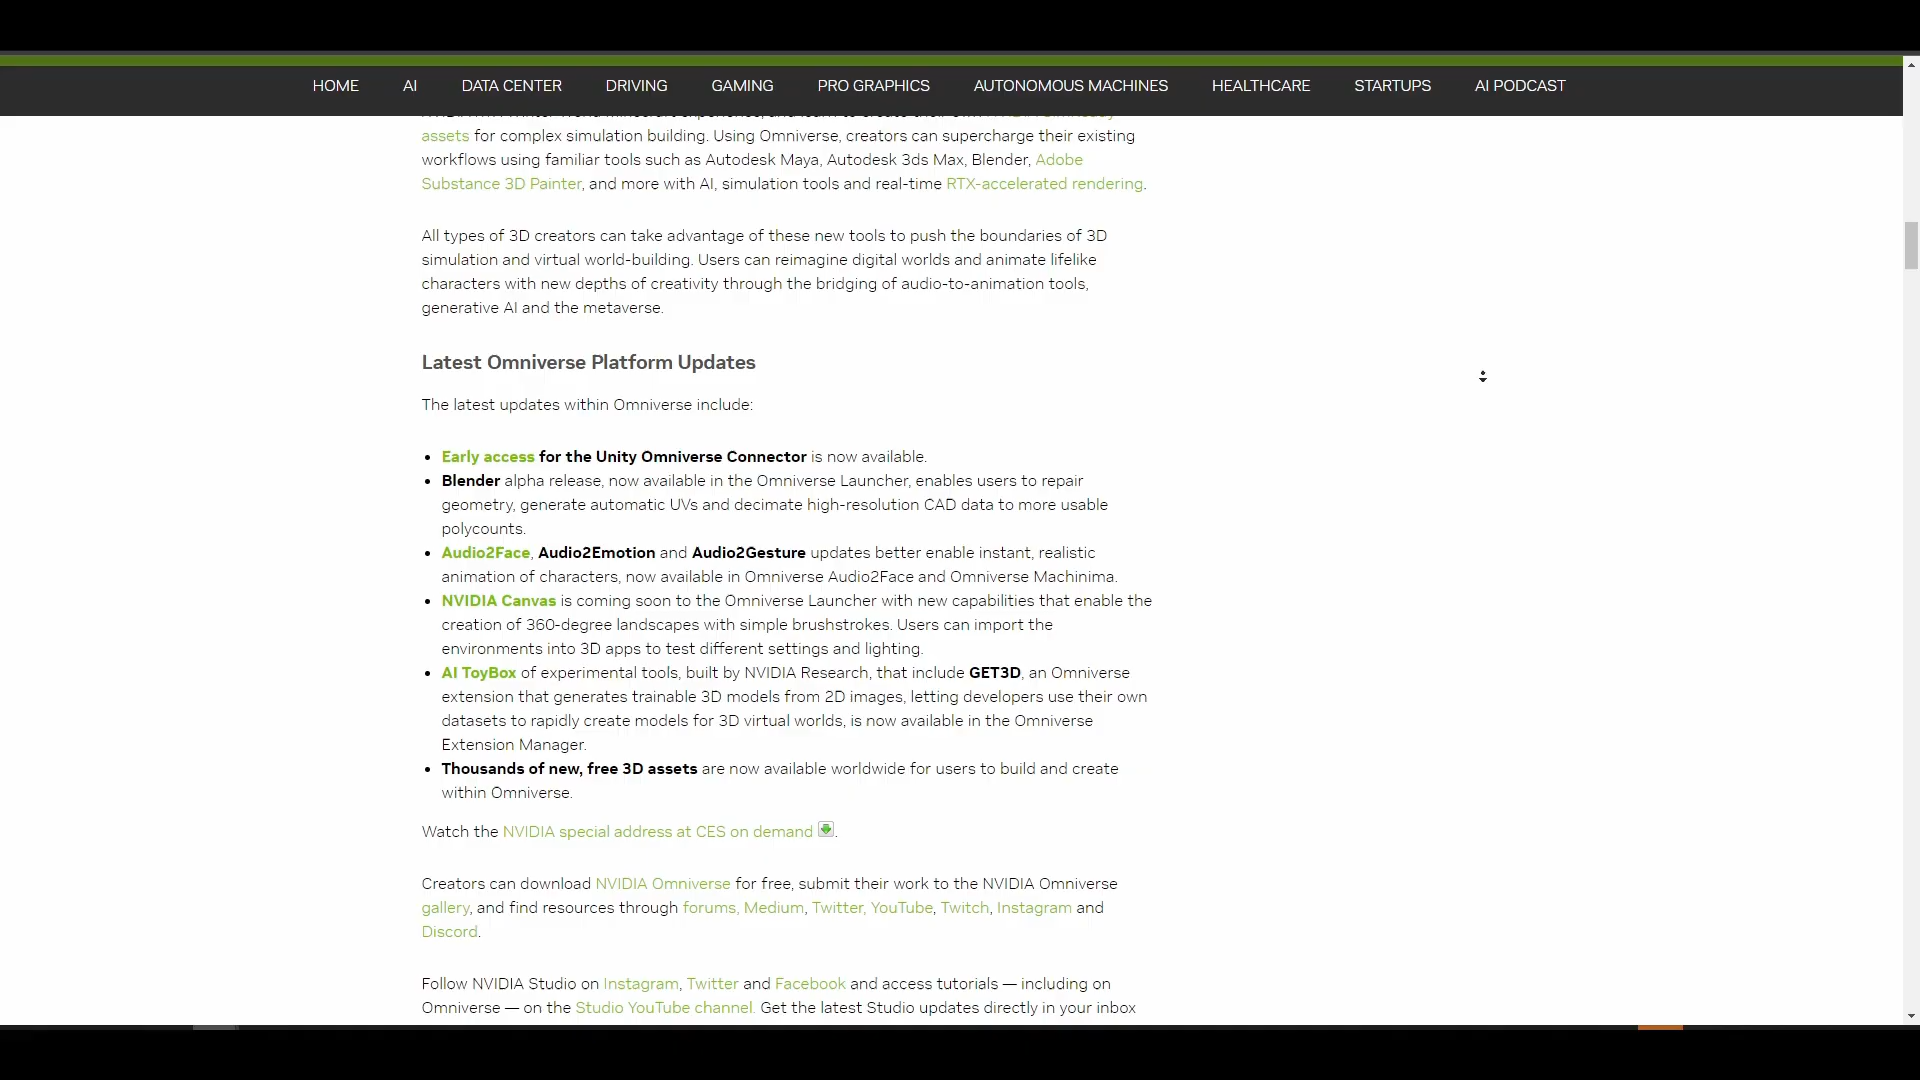 HOME AI DATA CENTER DRIVING GAMING PRO GRAPHICS AUTONOMOUS MACHINES HEALTHCARE STARTUPS AI PODCAST
assets for complex simulation building. Using Omniverse, creators can supercharge their existing
workflows using familiar tools such as Autodesk Maya, Autodesk 3ds Max, Blender, Adobe
Substance 3D Painter, and more with AI, simulation tools and real-time RTX-accelerated rendering.
All types of 3D creators can take advantage of these new tools to push the boundaries of 3D
simulation and virtual world-building. Users can reimagine digital worlds and animate lifelike
characters with new depths of creativity through the bridging of audio-to-animation tools,
generative AI and the metaverse.
Latest Omniverse Platform Updates
The latest updates within Omniverse include:
• Early access for the Unity Omniverse Connector is now available.
• Blender alpha release, now available in the Omniverse Launcher, enables users to repair
geometry, generate automatic UVs and decimate high-resolution CAD data to more usable
polycounts.
• Audio2Face, Audio2Emotion and Audio2Gesture updates better enable instant, realistic
animation of characters, now available in Omniverse Audio2Face and Omniverse Machinima.
• NVIDIA Canvas is coming soon to the Omniverse Launcher with new capabilities that enable the
creation of 360-degree landscapes with simple brushstrokes. Users can import the
environments into 3D apps to test different settings and lighting.
• AI ToyBox of experimental tools, built by NVIDIA Research, that include GET3D, an Omniverse
extension that generates trainable 3D models from 2D images, letting developers use their own
datasets to rapidly create models for 3D virtual worlds, is now available in the Omniverse
Extension Manager.
• Thousands of new, free 3D assets are now available worldwide for users to build and create
within Omniverse.
Watch the NVIDIA special address at CES on demand.
Creators can download NVIDIA Omniverse for free, submit their work to the NVIDIA Omniverse
gallery, and find resources through forums, Medium, Twitter, YouTube, Twitch, Instagram and
Discord.
Follow NVIDIA Studio on Instagram, Twitter and Facebook and access tutorials — including on
Omniverse — on the Studio YouTube channel. Get the latest Studio updates directly in your inbox